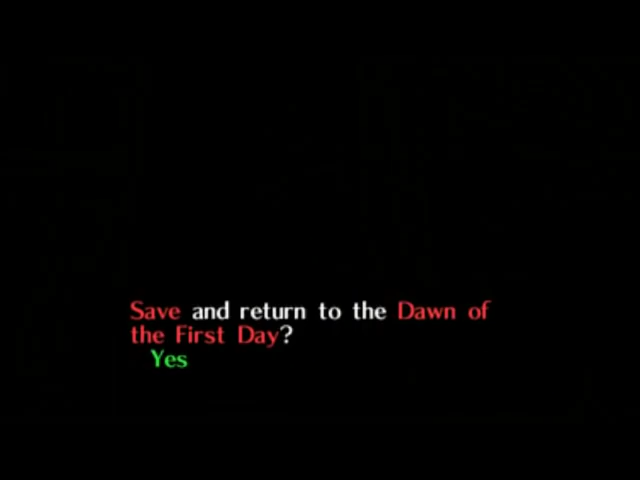 Save and return to the Dawn of
the First Day?
Yes